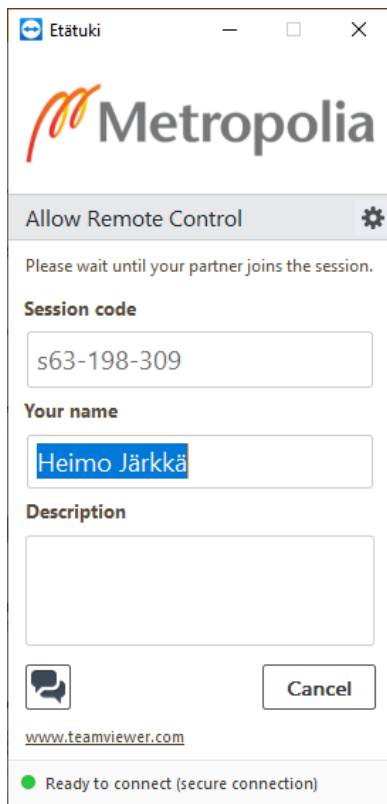 Etätuki
Metropolia
Allow Remote Control
Please wait until your partner joins the session.
Session code
s63-198-309
Your name
Heimo Järkkä
Description
Cancel
www.teamviewer.com
Ready to connect (secure connection)